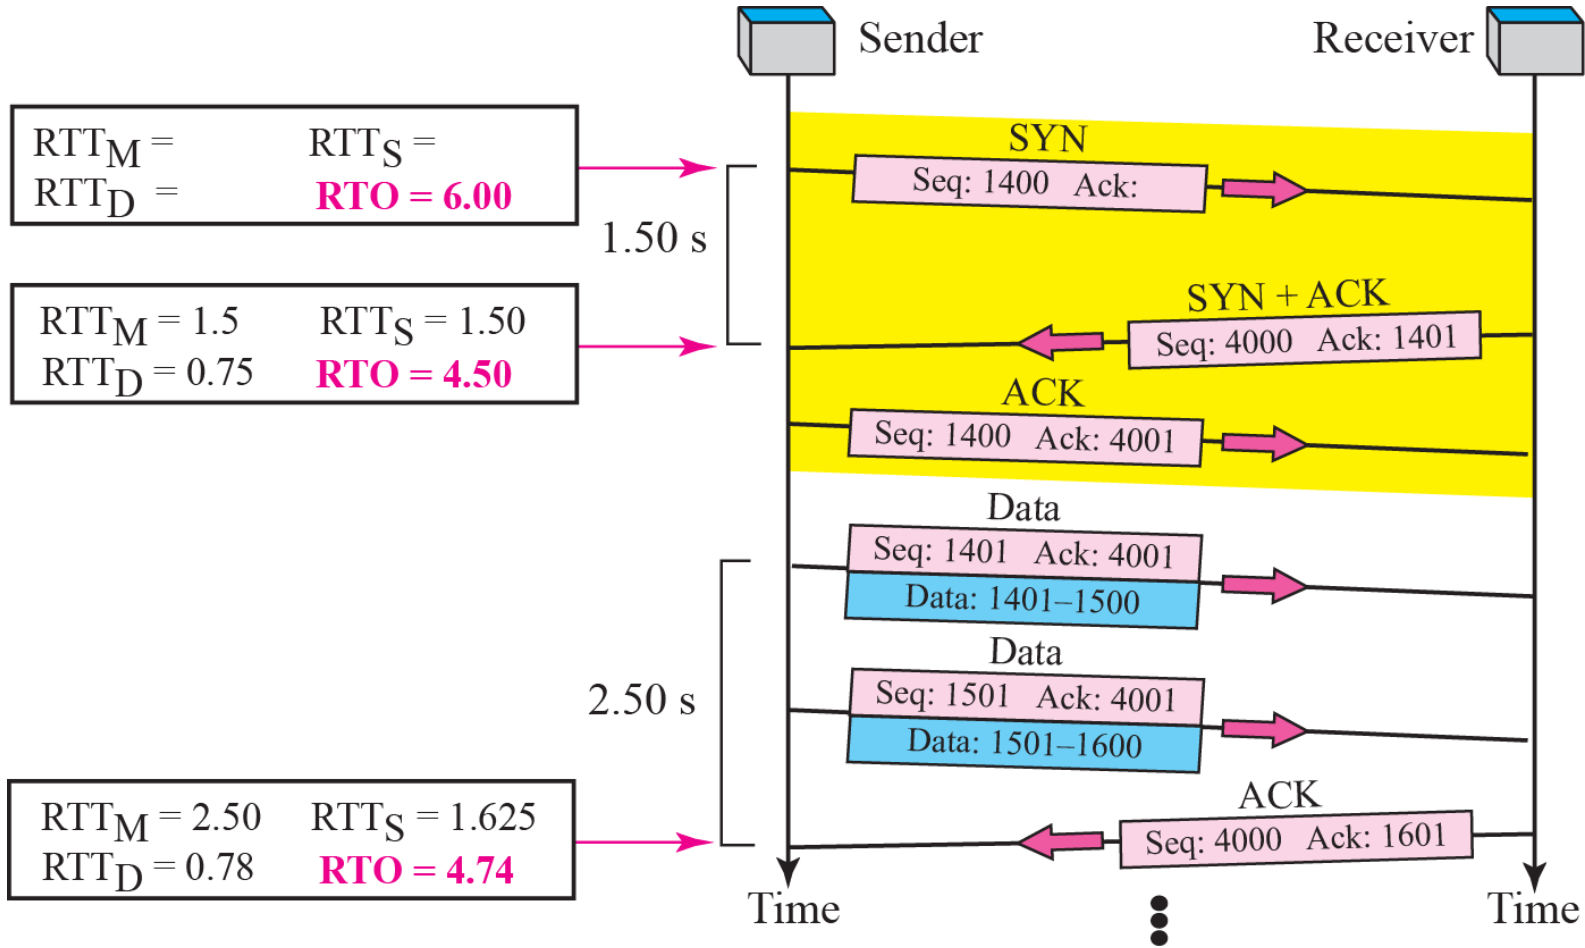 Sender
Receiver
RTTM = RTTS =
RTTD = RTO = 6.00
1.50 s
SYN
Seq: 1400 Ack:
RTTM = 1.5 RTTS = 1.50
RTTD = 0.75 RTO = 4.50
SYN + ACK
Seq: 4000 Ack: 1401
ACK
Seq: 1400 Ack: 4001
Data
Seq: 1401 Ack: 4001
Data: 1401–1500
2.50 s
Data
Seq: 1501 Ack: 4001
Data: 1501–1600
RTTM = 2.50 RTTS = 1.625
RTTD = 0.78 RTO = 4.74
ACK
Seq: 4000 Ack: 1601
Time
Time